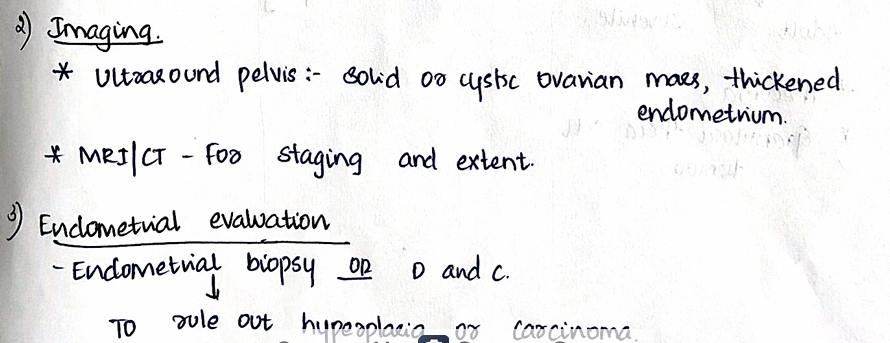 2) Imaging.
* Ultrasound pelvis :- solid or cystic ovarian mass, thickened
endometrium.
* MRI/CT - For staging and extent.
3) Endometrial evaluation
- Endometrial biopsy OR D and C.
↓
To rule out hyperplasia or carcinoma.